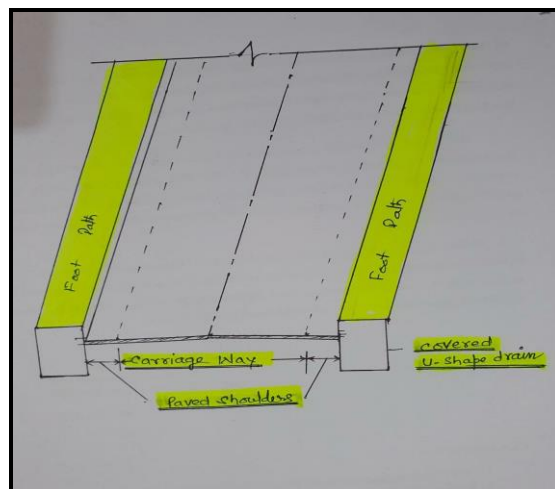 Foot Path
Foot Path
Carriage Way
covered
U-Shape drain
Paved Shoulders